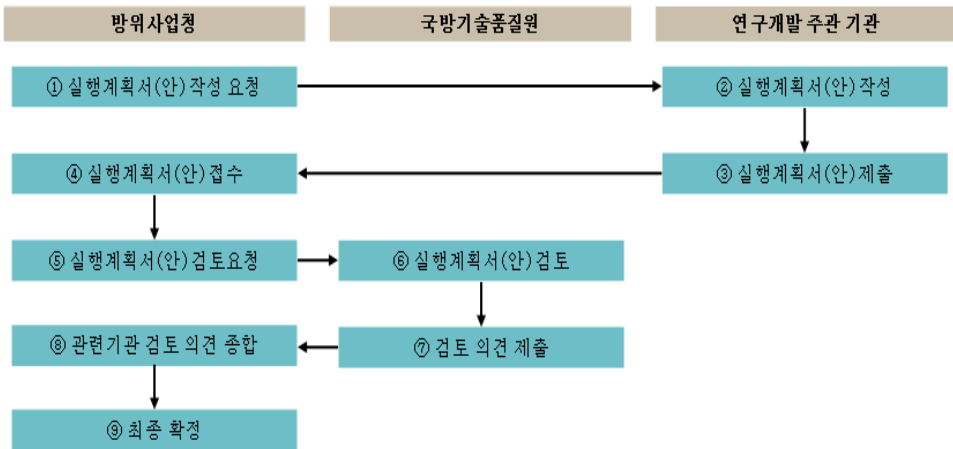 방위사업청
국방기술품질원
연구개발 주관 기관
① 실행계획서(안) 작성 요청
② 실행계획서(안) 작성
④ 실행계획서(안) 접수
③ 실행계획서(안) 제출
⑤ 실행계획서(안) 검토요청
⑥ 실행계획서(안) 검토
⑧ 관련기관 검토 의견 종합
⑦ 검토 의견 제출
⑨ 최종 확정